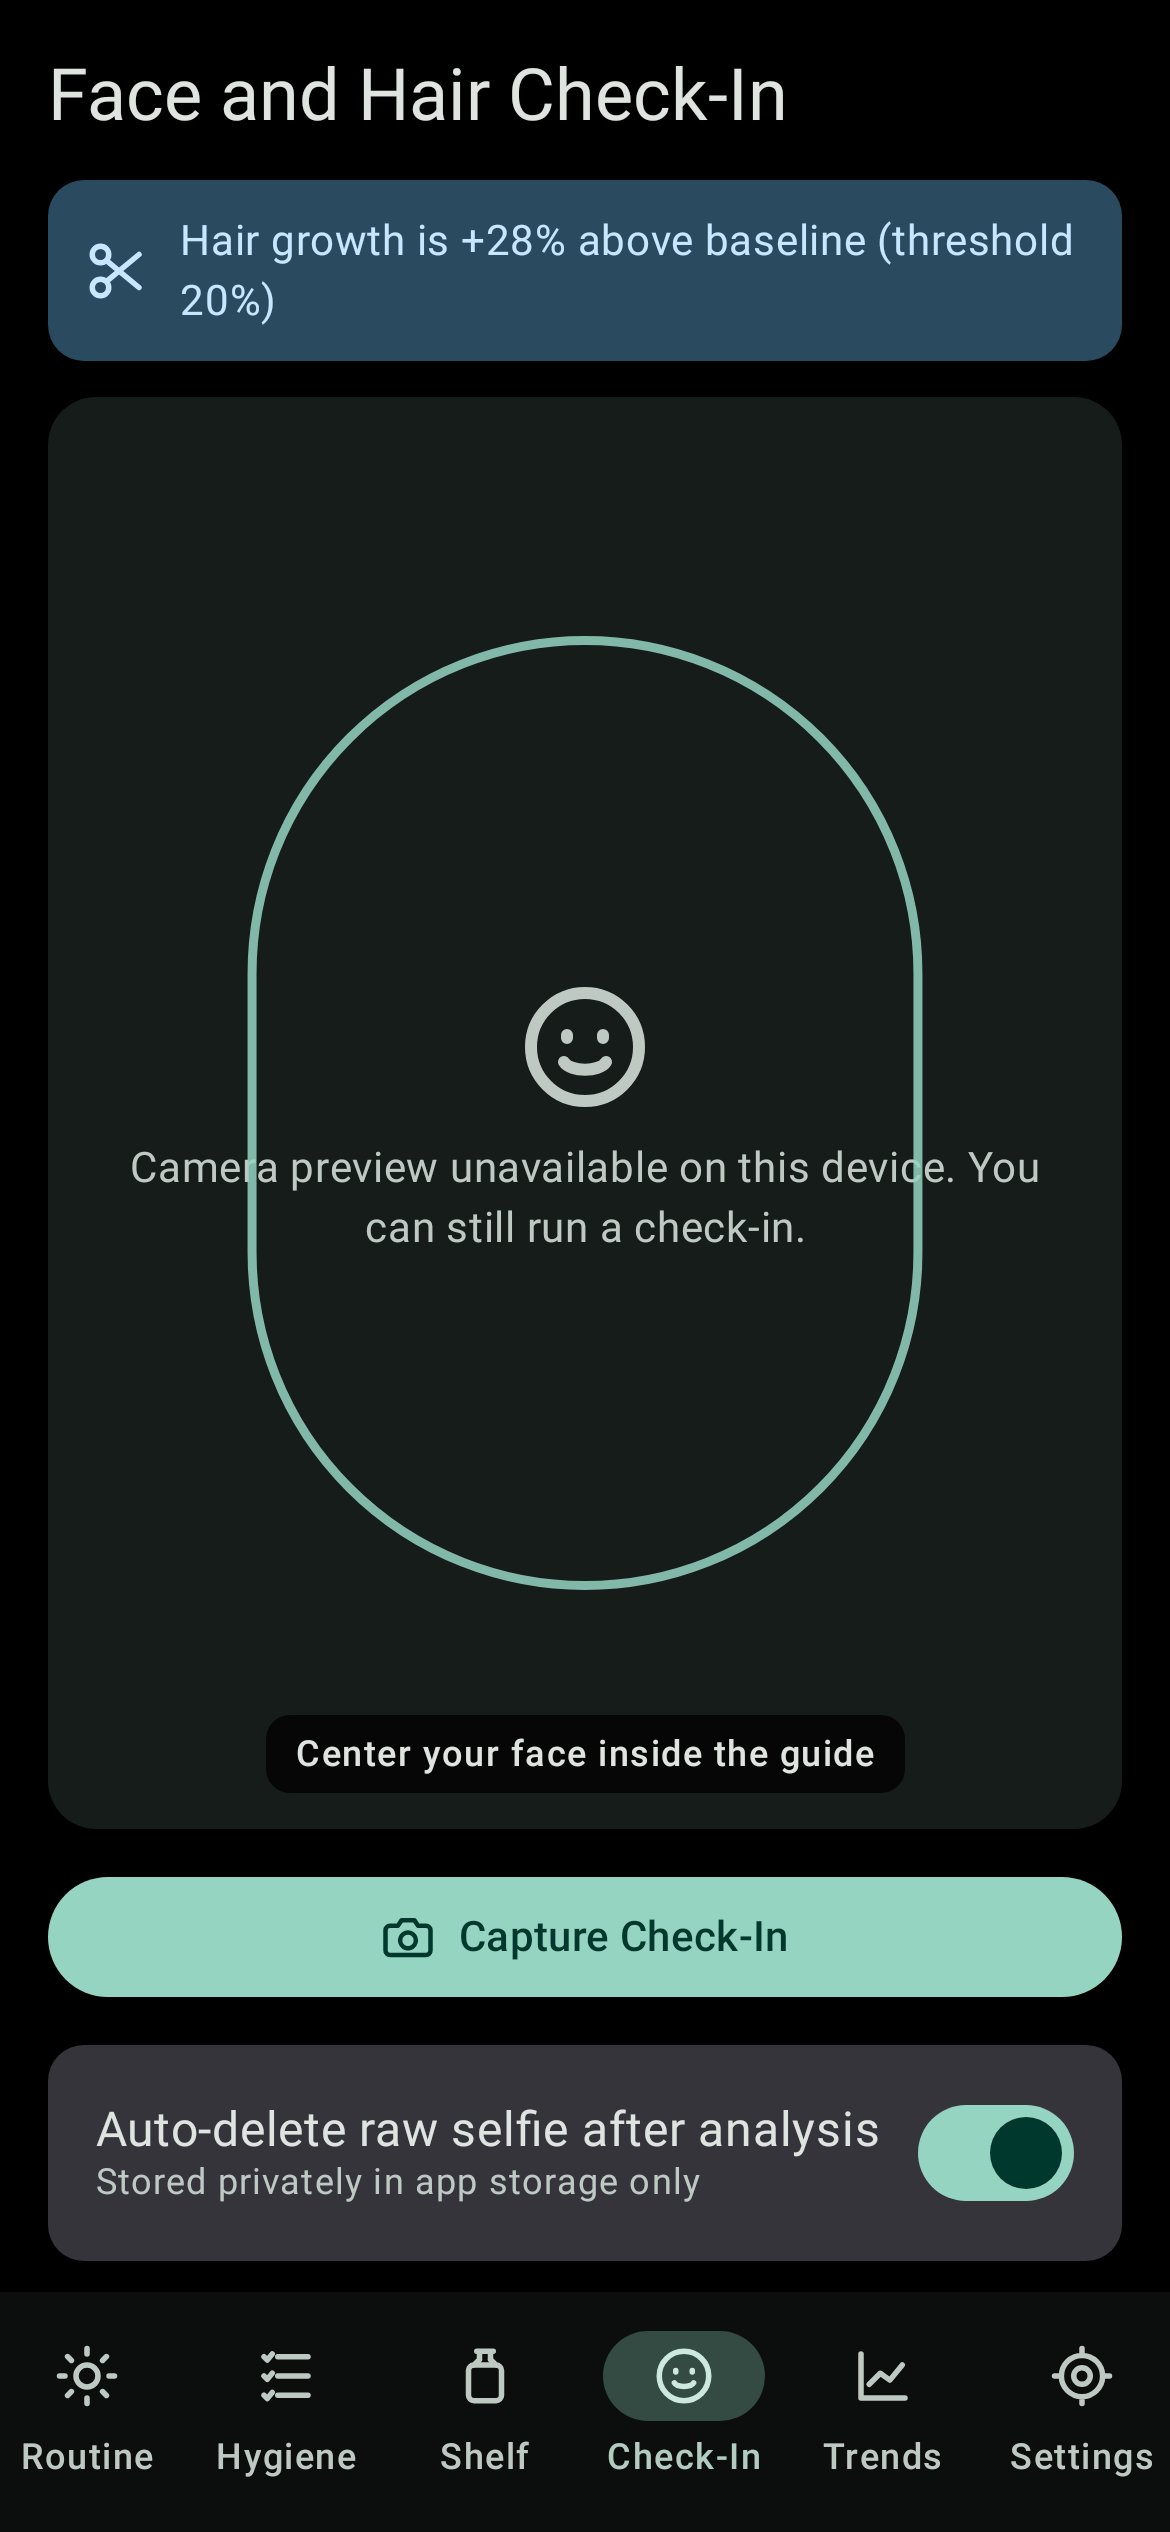 Face and Hair Check-In
Hair growth is +28% above baseline (threshold
20%)
Camera preview unavailable on this device. You
can still run a check-in.
Center your face inside the guide
Capture Check-In
Auto-delete raw selfie after analysis
Stored privately in app storage only
Routine
Hygiene
Shelf
Check-In
Trends
Settings